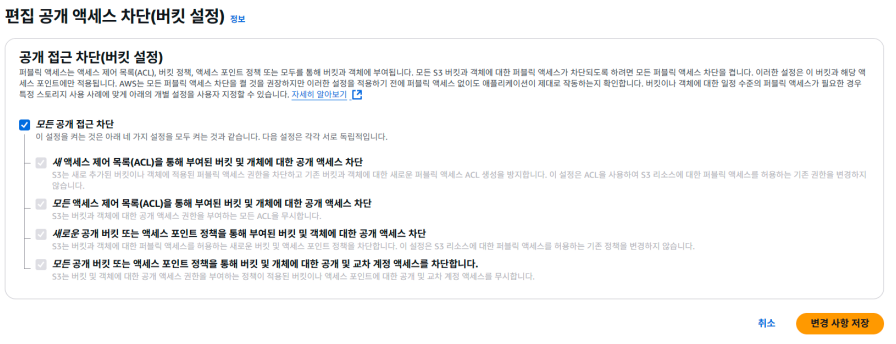 편집 공개 액세스 차단(버킷 설정) 정보
공개 접근 차단(버킷 설정)
퍼블릭 액세스는 액세스 제어 목록(ACL), 버킷 정책, 액세스 포인트 정책 또는 모두를 통해 버킷과 객체에 부여됩니다. 모든 S3 버킷과 객체에 대한 퍼블릭 액세스가 차단되도록 하려면 모든 퍼블릭 액세스 차단을 켭니다. 이러한 설정은 이 버킷과 해당 액
세스 포인트에만 적용됩니다. AWS는 모든 퍼블릭 액세스 차단을 켤 것을 권장하지만 이러한 설정을 적용하기 전에 퍼블릭 액세스 없이도 애플리케이션이 제대로 작동하는지 확인합니다. 버킷이나 객체에 대한 일정 수준의 퍼블릭 액세스가 필요한 경우
특정 스토리지 사용 사례에 맞게 아래의 개별 설정을 사용자 지정할 수 있습니다. 자세히 알아보기
모든 공개 접근 차단
이 설정을 켜는 것은 아래 네 가지 설정을 모두 켜는 것과 같습니다. 다음 설정은 각각 서로 독립적입니다.
새 액세스 제어 목록(ACL)을 통해 부여된 버킷 및 개체에 대한 공개 액세스 차단
S3는 새로 추가된 버킷이나 객체에 적용된 퍼블릭 액세스 권한을 차단하고 기존 버킷과 객체에 대한 새로운 퍼블릭 액세스 ACL 생성을 방지합니다. 이 설정은 ACL을 사용하여 S3 리소스에 대한 퍼블릭 액세스를 허용하는 기존 권한을 변경하지
않습니다.
모든 액세스 제어 목록(ACL)을 통해 부여된 버킷 및 개체에 대한 공개 액세스 차단
S3는 버킷과 객체에 대한 공개 액세스 권한을 부여하는 모든 ACL을 무시합니다.
새로운 공개 버킷 또는 액세스 포인트 정책을 통해 부여된 버킷 및 객체에 대한 공개 액세스 차단
S3는 버킷과 객체에 대한 퍼블릭 액세스를 허용하는 새로운 버킷 및 액세스 포인트 정책을 차단합니다. 이 설정은 S3 리소스에 대한 퍼블릭 액세스를 허용하는 기존 정책을 변경하지 않습니다.
모든 공개 버킷 또는 액세스 포인트 정책을 통해 버킷 및 개체에 대한 공개 및 교차 계정 액세스를 차단합니다.
S3는 버킷 및 객체에 대한 공개 액세스 권한을 부여하는 정책이 적용된 버킷이나 액세스 포인트에 대한 공개 및 교차 계정 액세스를 무시합니다.
취소 변경 사항 저장